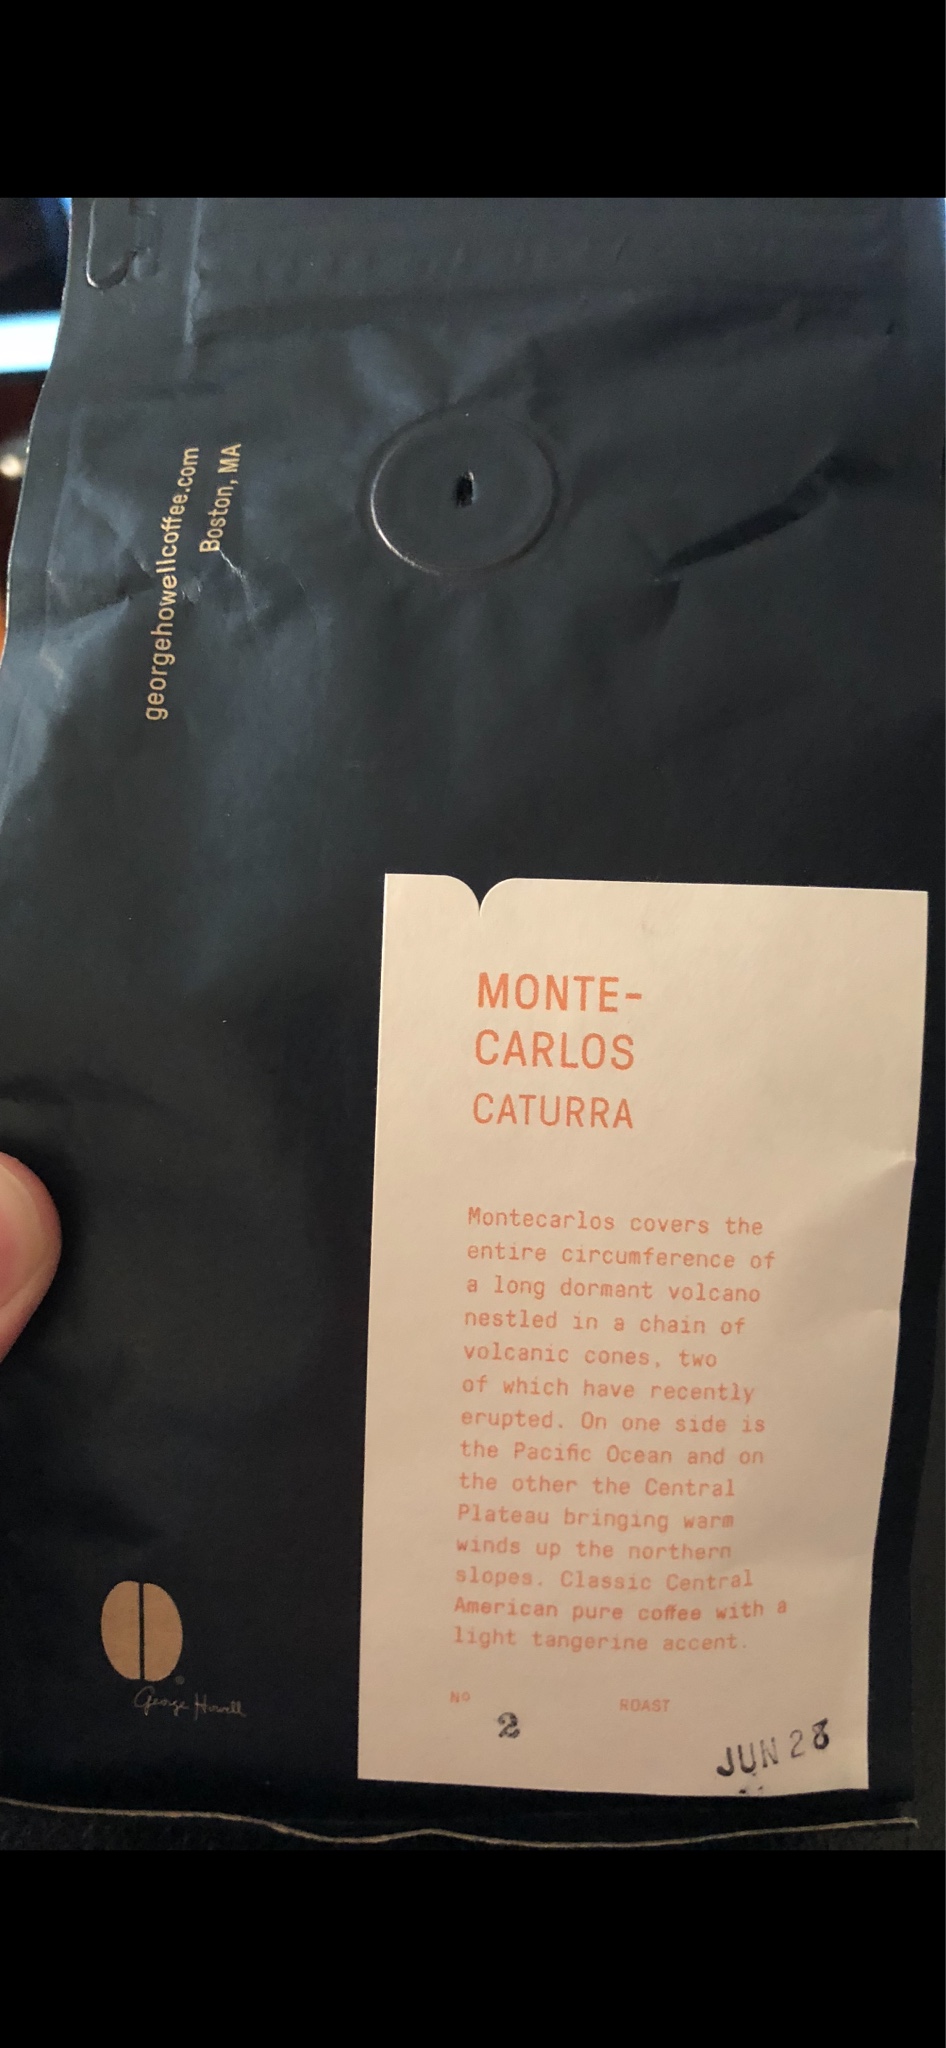 georgehowellcoffee.com
Boston, MA
MONTE-
CARLOS
CATURRA
Montecarlos covers the
entire circumference of
a long dormant volcano
nestled in a chain of
volcanic cones, two
of which have recently
erupted. On one side is
the Pacific Ocean and on
the other the Central
Plateau bringing warm
winds up the northern
slopes. Classic Central
American pure coffee with a
light tangerine accent.
Nº ROAST
2 JUN 28
George Howell